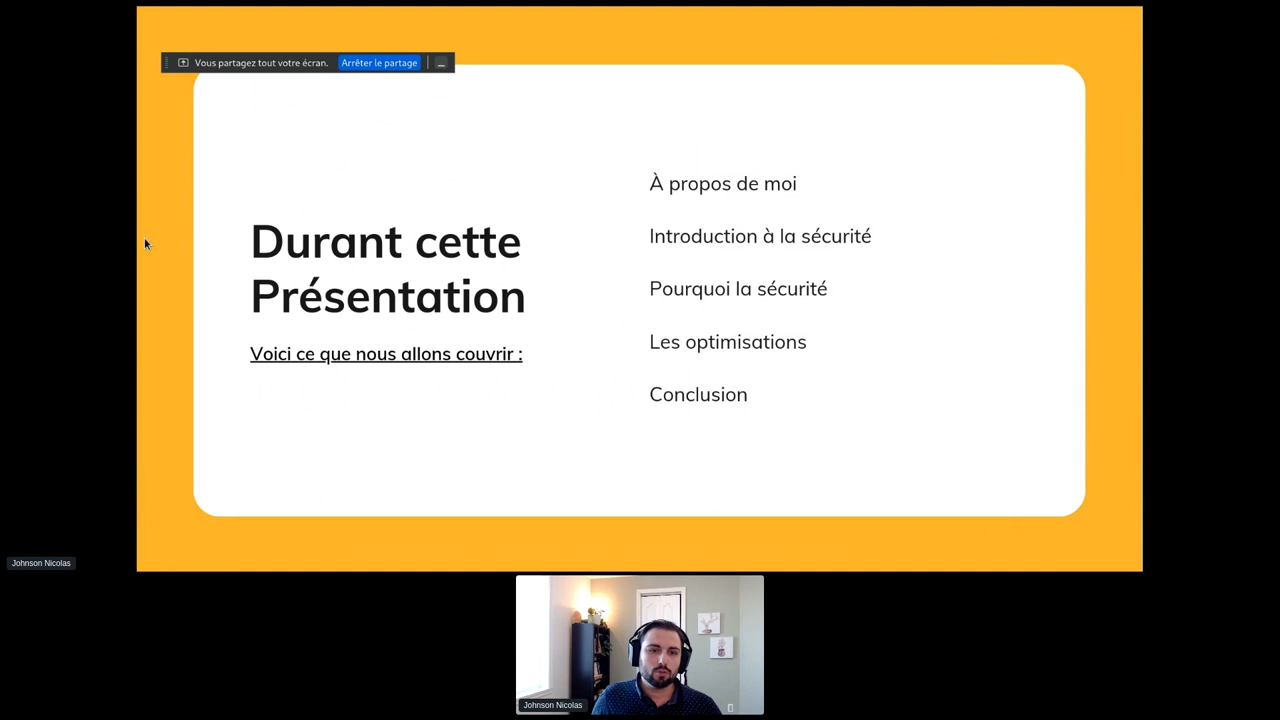 Vous partagez tout votre écran. Arrêter le partage
Durant cette
Présentation
Voici ce que nous allons couvrir :
À propos de moi
Introduction à la sécurité
Pourquoi la sécurité
Les optimisations
Conclusion
Johnson Nicolas
Johnson Nicolas